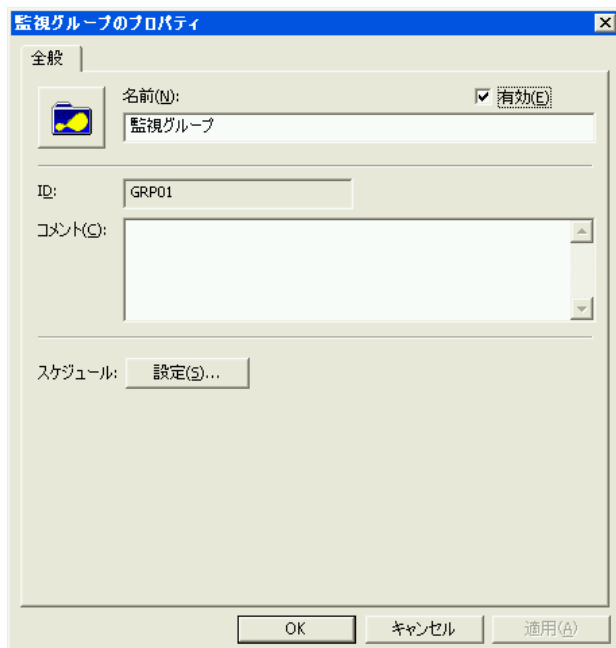 監視グループのプロパティ
全般
名前(N):
有効(E)
監視グループ
ID:
GRP01
コメント(C):
スケジュール:
設定(S)...
OK
キャンセル
適用(A)